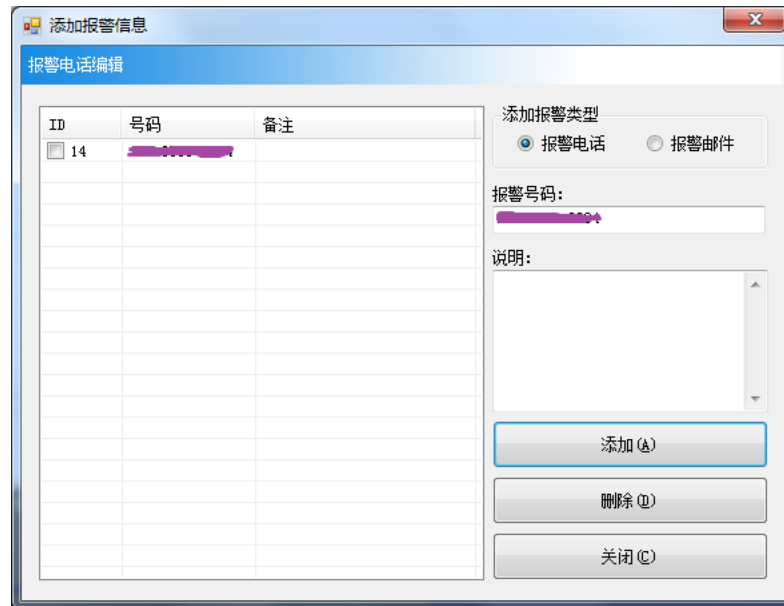 添加报警信息
报警电话编辑
ID 号码 备注
14
添加报警类型
报警电话 报警邮件
报警号码:
说明:
添加(A)
删除(D)
关闭(C)